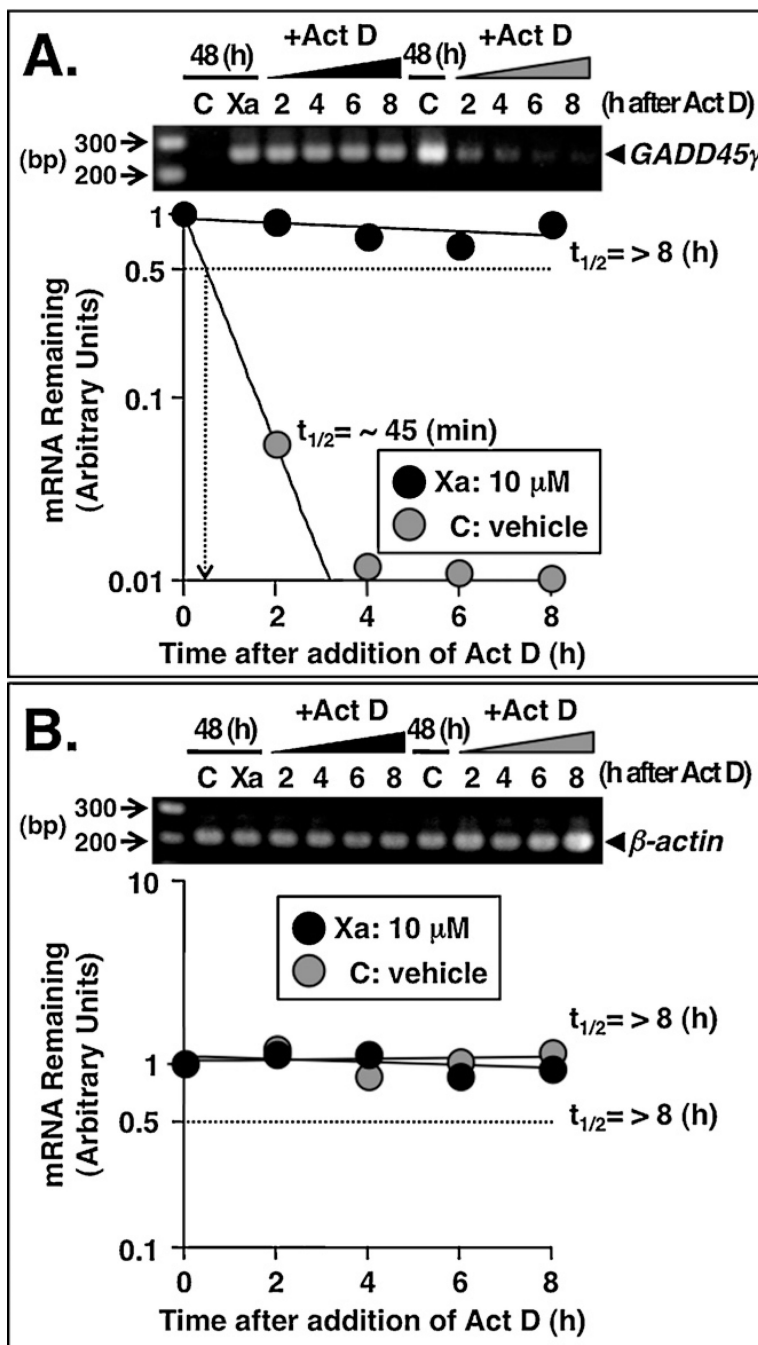 A.
+Act D +Act D
48 (h) 48 (h)
C Xa 2 4 6 8 C 2 4 6 8 (h after Act D)
300
(bp)
200
GADD45γ
1
t1/2= > 8 (h)
0.5
mRNA Remaining
(Arbitrary Units)
0.1
t1/2= ~ 45 (min)
Xa: 10 μM
C: vehicle
0.01
0 2 4 6 8
Time after addition of Act D (h)
B.
+Act D +Act D
48 (h) 48 (h)
C Xa 2 4 6 8 C 2 4 6 8 (h after Act D)
300
(bp)
200
β-actin
10
Xa: 10 μM
C: vehicle
mRNA Remaining
(Arbitrary Units)
t1/2= > 8 (h)
1
0.5
t1/2= > 8 (h)
0.1
0 2 4 6 8
Time after addition of Act D (h)